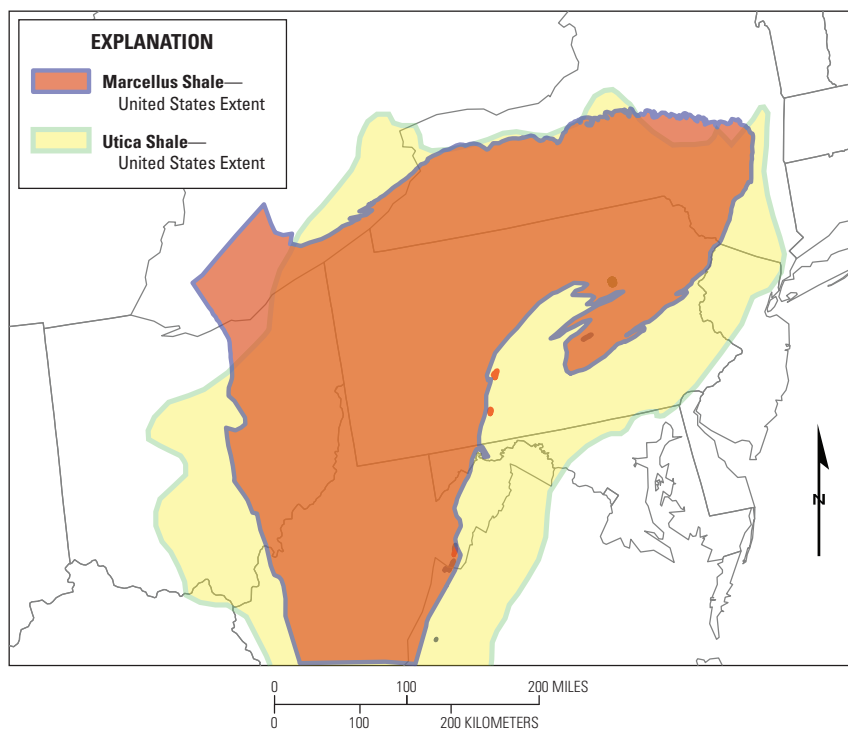 EXPLANATION
Marcellus Shale—
United States Extent
Utica Shale—
United States Extent
N
0 100 200 MILES
0 100 200 KILOMETERS